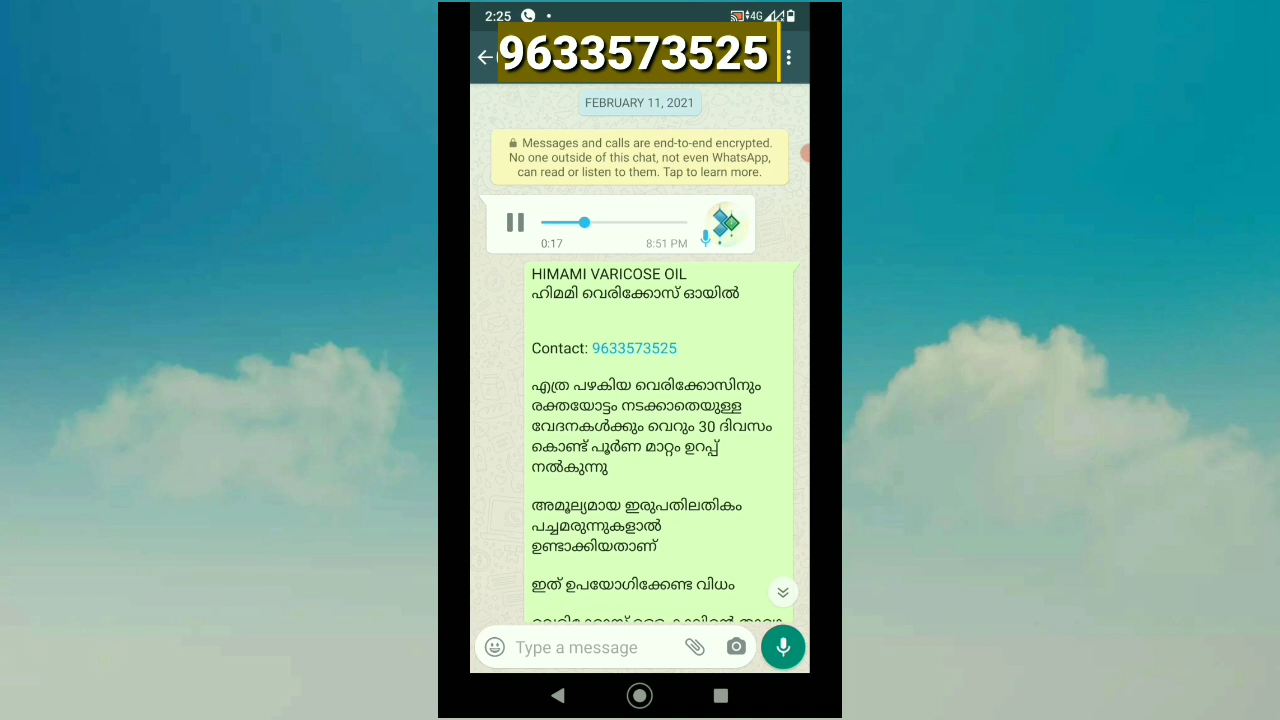 2:25
4G
9633573525
FEBRUARY 11, 2021
Messages and calls are end-to-end encrypted.
No one outside of this chat, not even WhatsApp,
can read or listen to them. Tap to learn more.
0:17
8:51 PM
HIMAMI VARICOSE OIL
ഹിമമി വെരിക്കോസ് ഓയിൽ
Contact: 9633573525
എത്ര പഴകിയ വെരിക്കോസിനും
രക്തയോട്ടം നടക്കാതെയുള്ള
വേദനകൾക്കും വെറും 30 ദിവസം
കൊണ്ട് പൂർണ മാറ്റം ഉറപ്പ്
നൽകുന്നു
അമൂല്യമായ ഇരുപതിലതികം
പച്ചമരുന്നുകളാൽ
ഉണ്ടാക്കിയതാണ്
ഇത് ഉപയോഗിക്കേണ്ട വിധം
Type a message